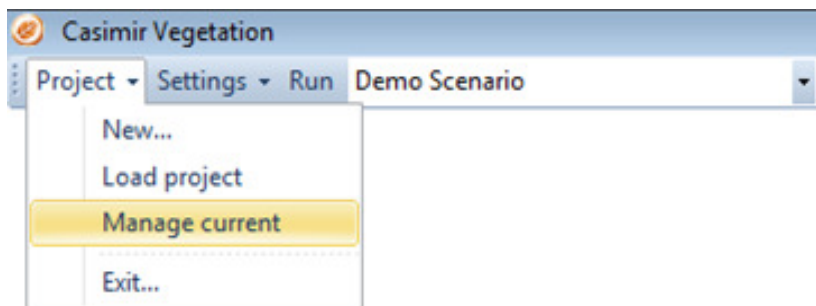 Casimir Vegetation
Project Settings Run Demo Scenario
New...
Load project
Manage current
Exit...